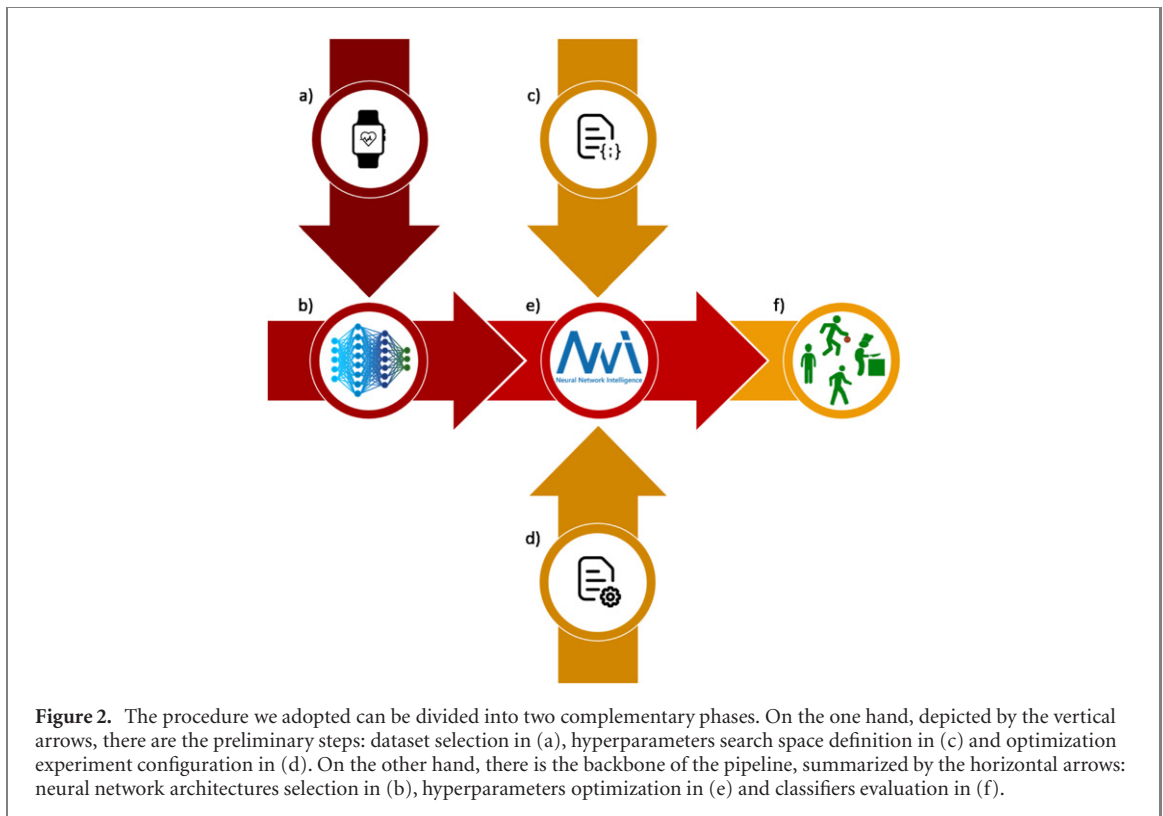 a)
c)
{;}
b)
e)
f)
Neural Network Intelligence
d)
Figure 2. The procedure we adopted can be divided into two complementary phases. On the one hand, depicted by the vertical
arrows, there are the preliminary steps: dataset selection in (a), hyperparameters search space definition in (c) and optimization
experiment configuration in (d). On the other hand, there is the backbone of the pipeline, summarized by the horizontal arrows:
neural network architectures selection in (b), hyperparameters optimization in (e) and classifiers evaluation in (f).